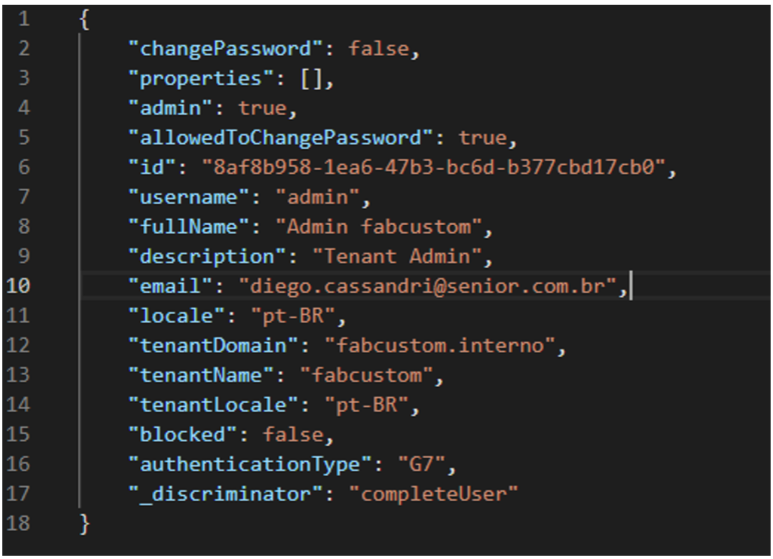 1 {
2 "changePassword": false,
3 "properties": [],
4 "admin": true,
5 "allowedToChangePassword": true,
6 "id": "8af8b958-1ea6-47b3-bc6d-b377cbd17cb0",
7 "username": "admin",
8 "fullName": "Admin fabcustom",
9 "description": "Tenant Admin",
10 "email": "diego.cassandri@senior.com.br",
11 "locale": "pt-BR",
12 "tenantDomain": "fabcustom.interno",
13 "tenantName": "fabcustom",
14 "tenantLocale": "pt-BR",
15 "blocked": false,
16 "authenticationType": "G7",
17 "_discriminator": "completeUser"
18 }